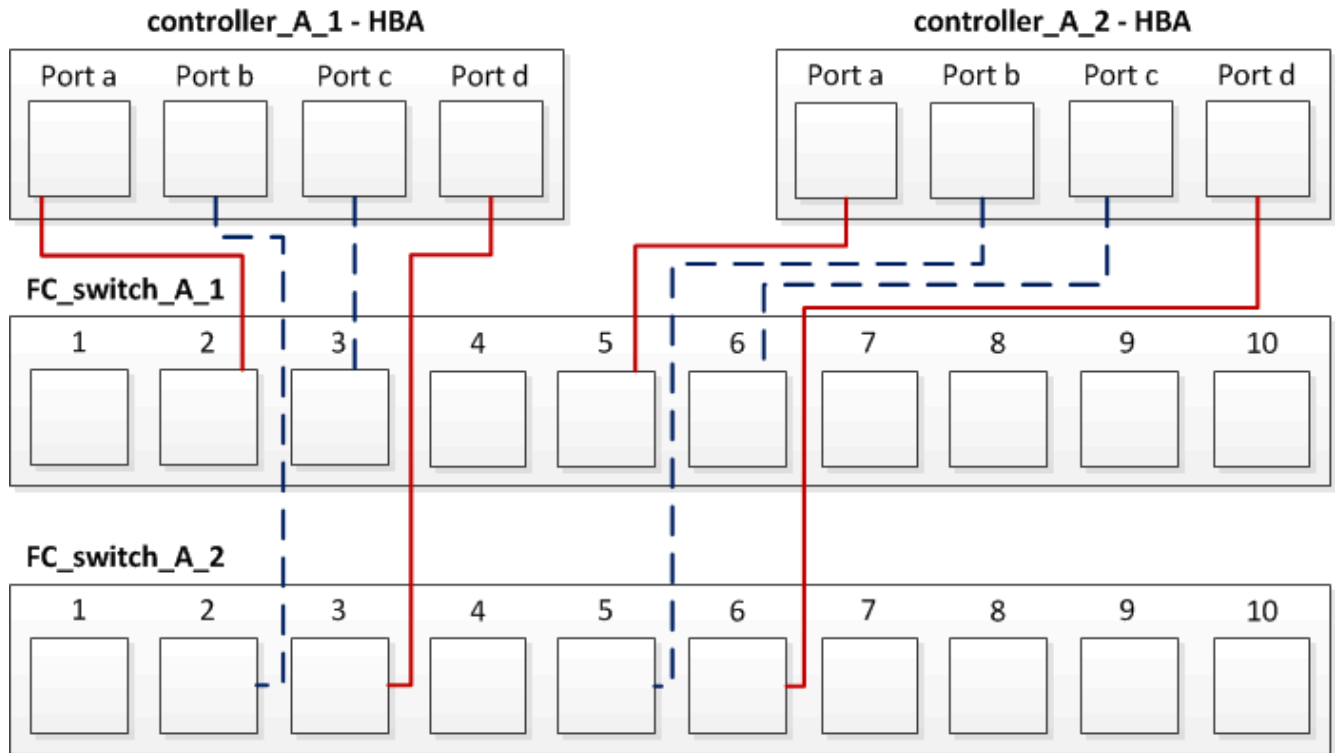 controller_A_1 - HBA
controller_A_2 - HBA
Port a Port b Port c Port d
Port a Port b Port c Port d
FC_switch_A_1
1 2 3 4 5 6 7 8 9 10
FC_switch_A_2
1 2 3 4 5 6 7 8 9 10